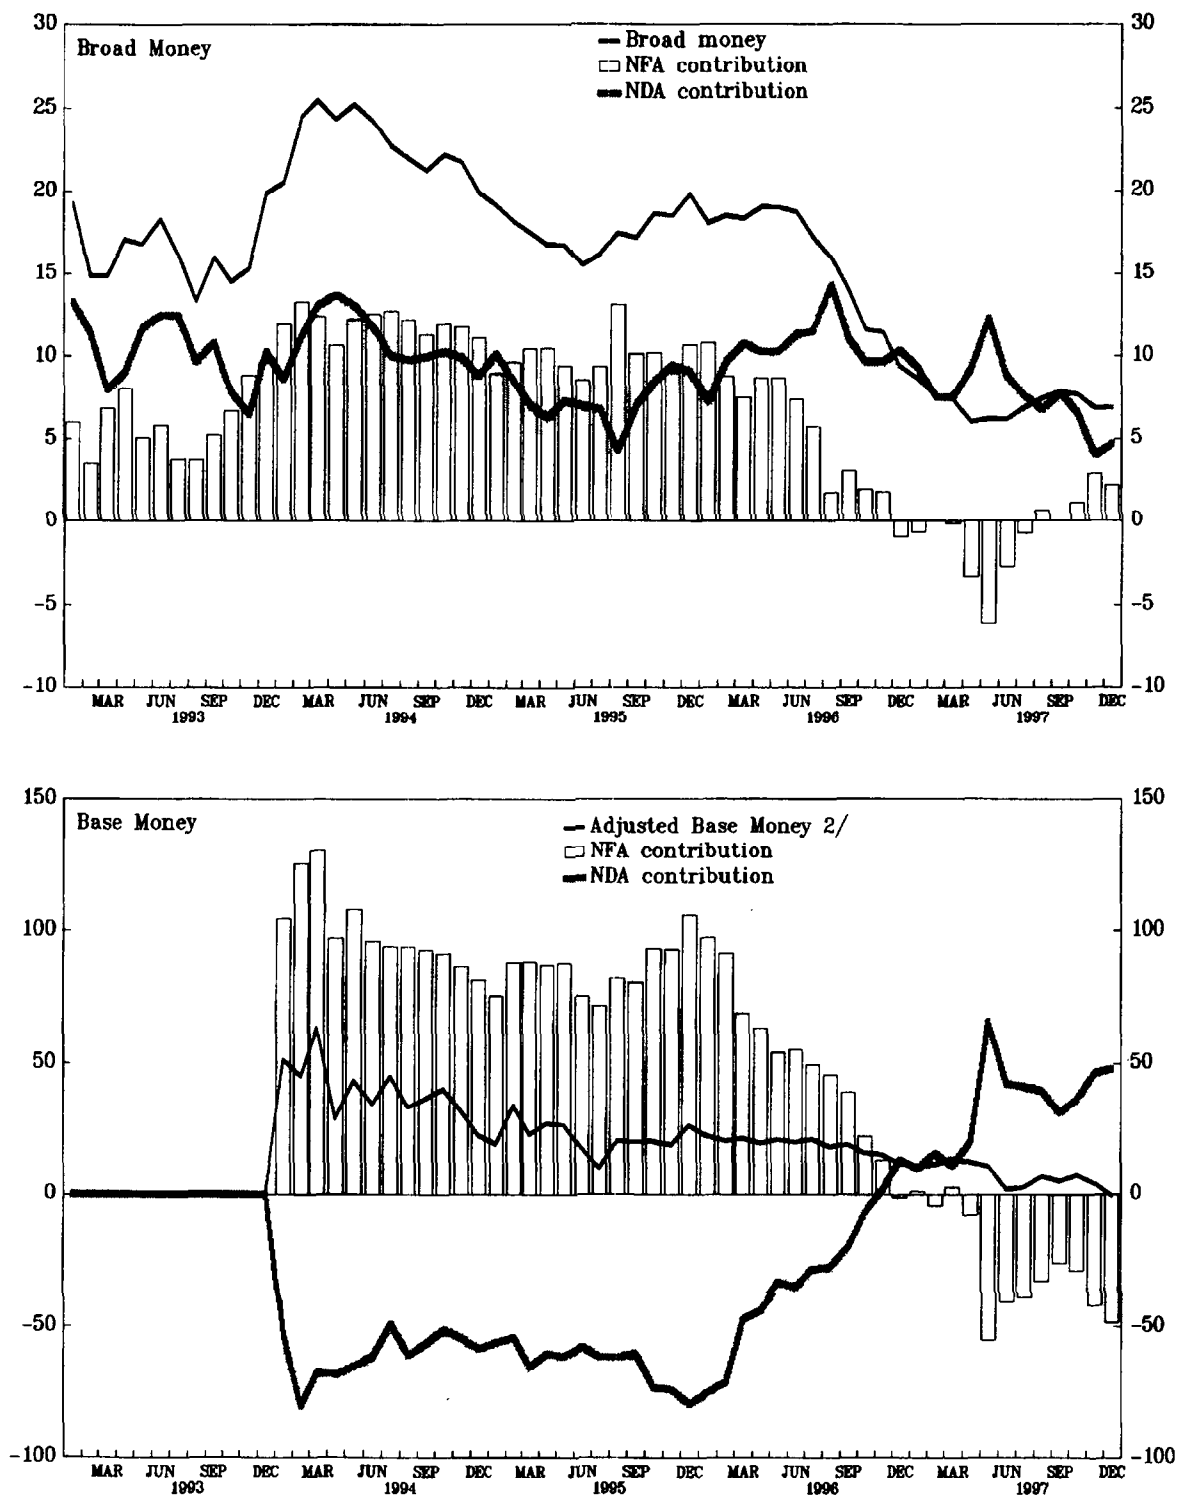 30 30
Broad Money
Broad money
NFA contribution
NDA contribution
25 25
20 20
15 15
10 10
5 5
0 0
-5 -5
-10 -10
MAR JUN SEP DEC MAR JUN SEP DEC MAR JUN SEP DEC MAR JUN SEP DEC MAR JUN SEP DEC
1993 1994 1995 1996 1997
150 150
Base Money
Adjusted Base Money 2/
NFA contribution
NDA contribution
100 100
50 50
0 0
-50 -50
-100 -100
MAR JUN SEP DEC MAR JUN SEP DEC MAR JUN SEP DEC MAR JUN SEP DEC MAR JUN SEP DEC
1993 1994 1995 1996 1997